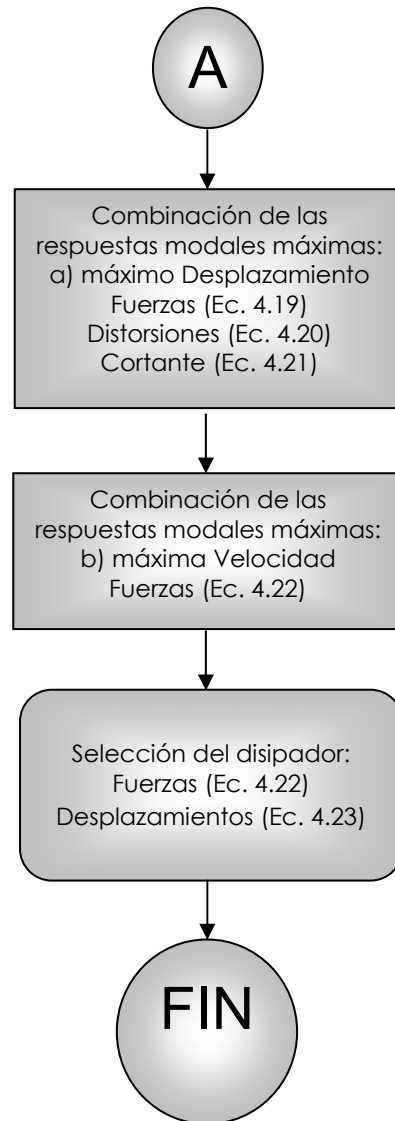 A
Combinación de las
respuestas modales máximas:
a) máximo Desplazamiento
Fuerzas (Ec. 4.19)
Distorsiones (Ec. 4.20)
Cortante (Ec. 4.21)
Combinación de las
respuestas modales máximas:
b) máxima Velocidad
Fuerzas (Ec. 4.22)
Selección del disipador:
Fuerzas (Ec. 4.22)
Desplazamientos (Ec. 4.23)
FIN